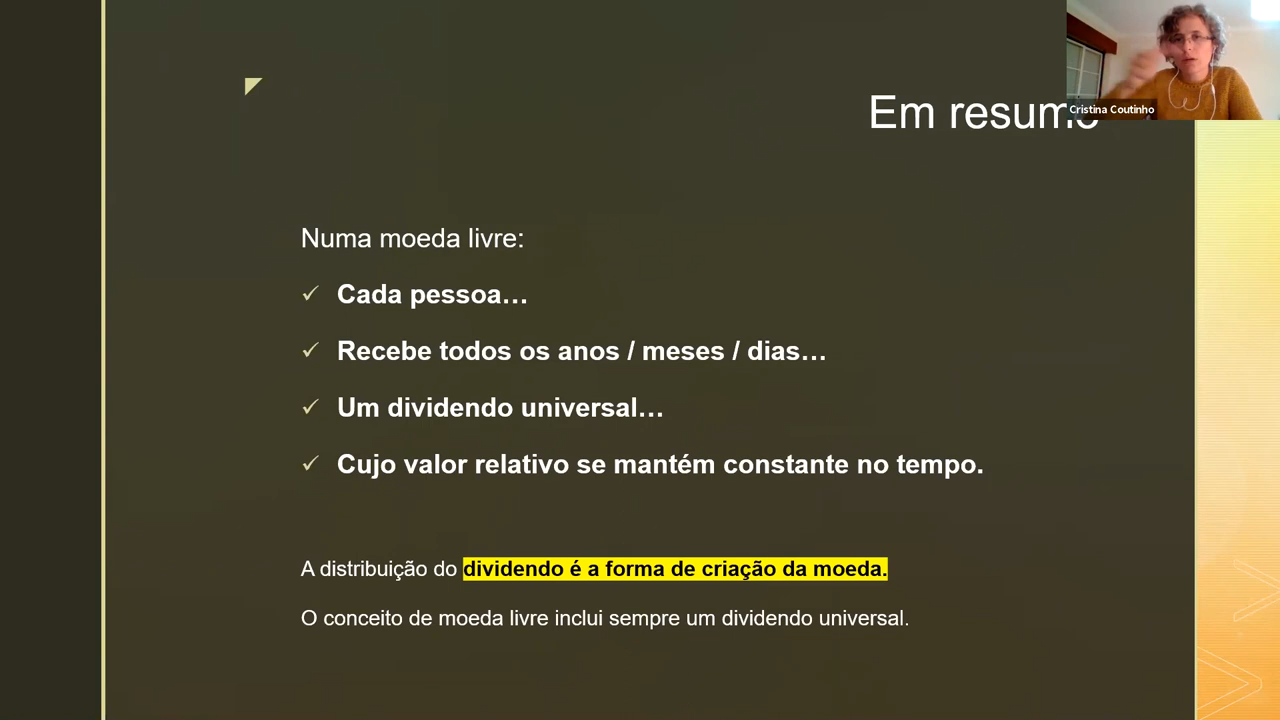 Em resumo
Cristina Coutinho
Numa moeda livre:
✓ Cada pessoa…
✓ Recebe todos os anos / meses / dias…
✓ Um dividendo universal…
✓ Cujo valor relativo se mantém constante no tempo.
A distribuição do dividendo é a forma de criação da moeda.
O conceito de moeda livre inclui sempre um dividendo universal.